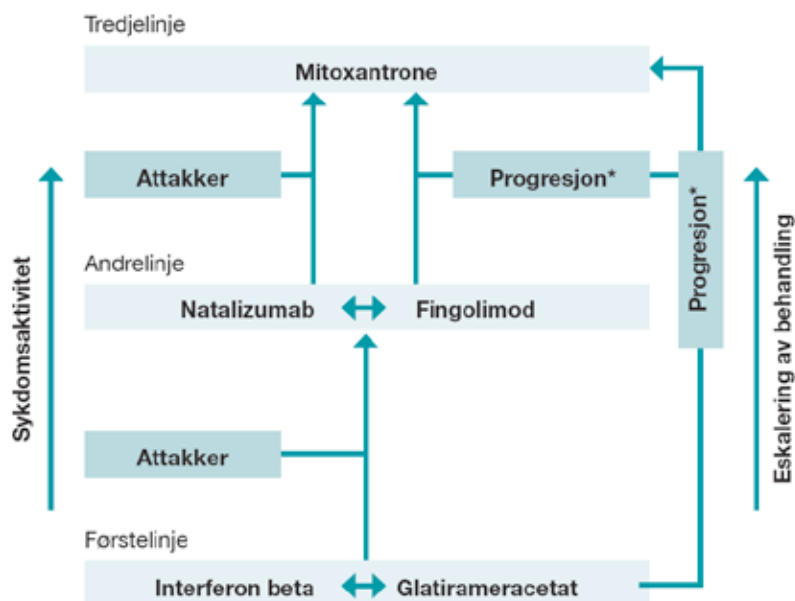 Tredjelinje
Mitoxantrone
Attakker
Progresjon*
Progresjon*
Andrelinje
Natalizumab
Fingolimod
Attakker
Førstelinje
Interferon beta
Glatirameracetat
Sykdomsaktivitet
Eskalering av behandling